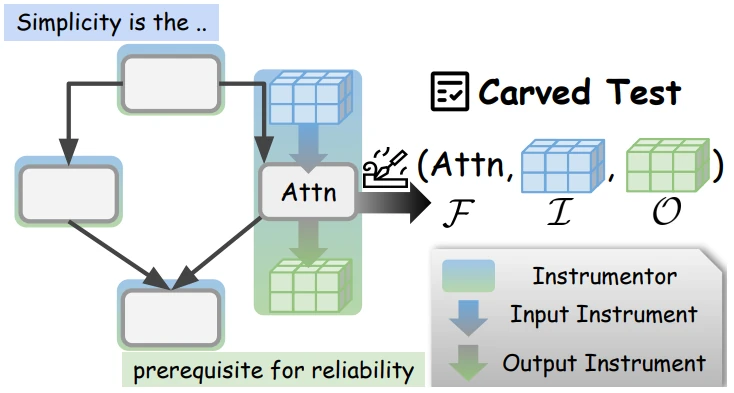 Simplicity is the ..
Carved Test
Attn
(Attn, , )
ℱ ℐ 𝒪
Instrumentor
Input Instrument
Output Instrument
prerequisite for reliability